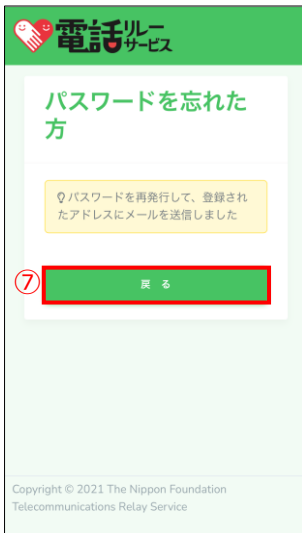 電話リレーサービス
パスワードを忘れた
方
パスワードを再発行して、登録され
たアドレスにメールを送信しました
⑦
戻 る
Copyright © 2021 The Nippon Foundation
Telecommunications Relay Service